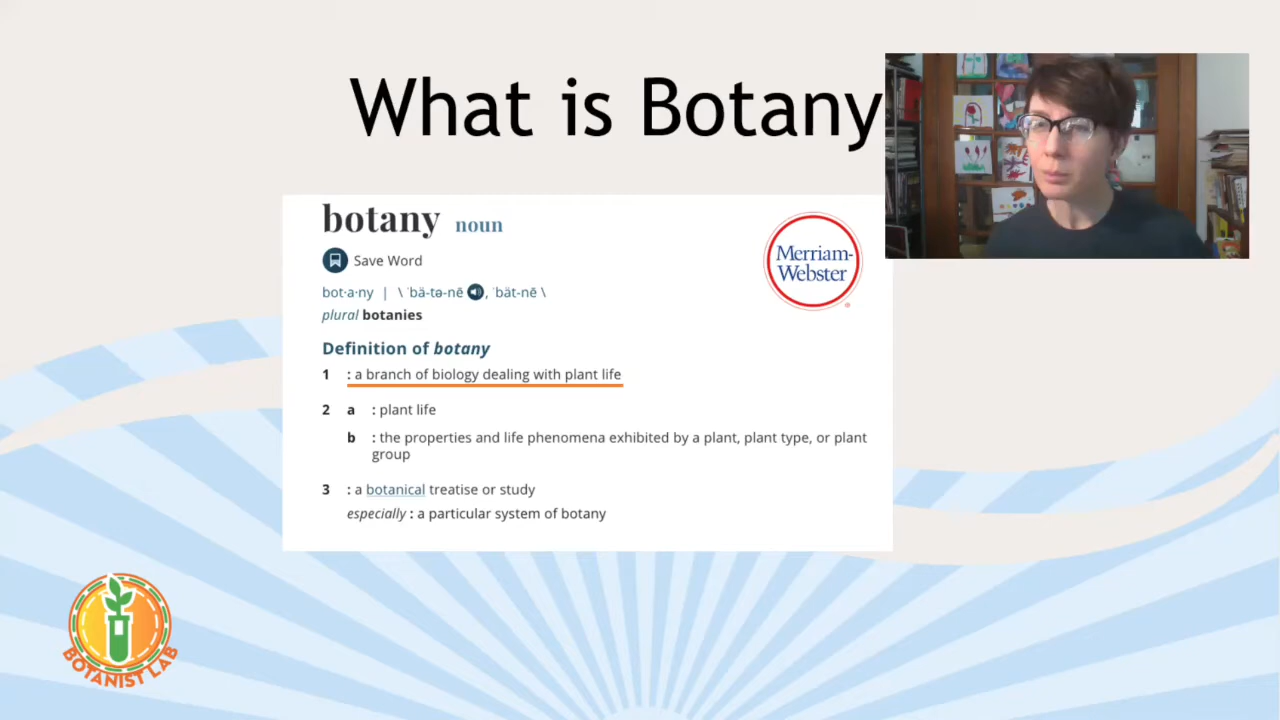 What is Botany
botany noun
Save Word
bot·a·ny | \ ˈbä-tə-nē , ˈbät-nē \
plural botanies
Definition of botany
1 : a branch of biology dealing with plant life
2 a : plant life
b : the properties and life phenomena exhibited by a plant, plant type, or plant
group
3 : a botanical treatise or study
especially : a particular system of botany
Merriam-
Webster
®
BOTANIST LAB